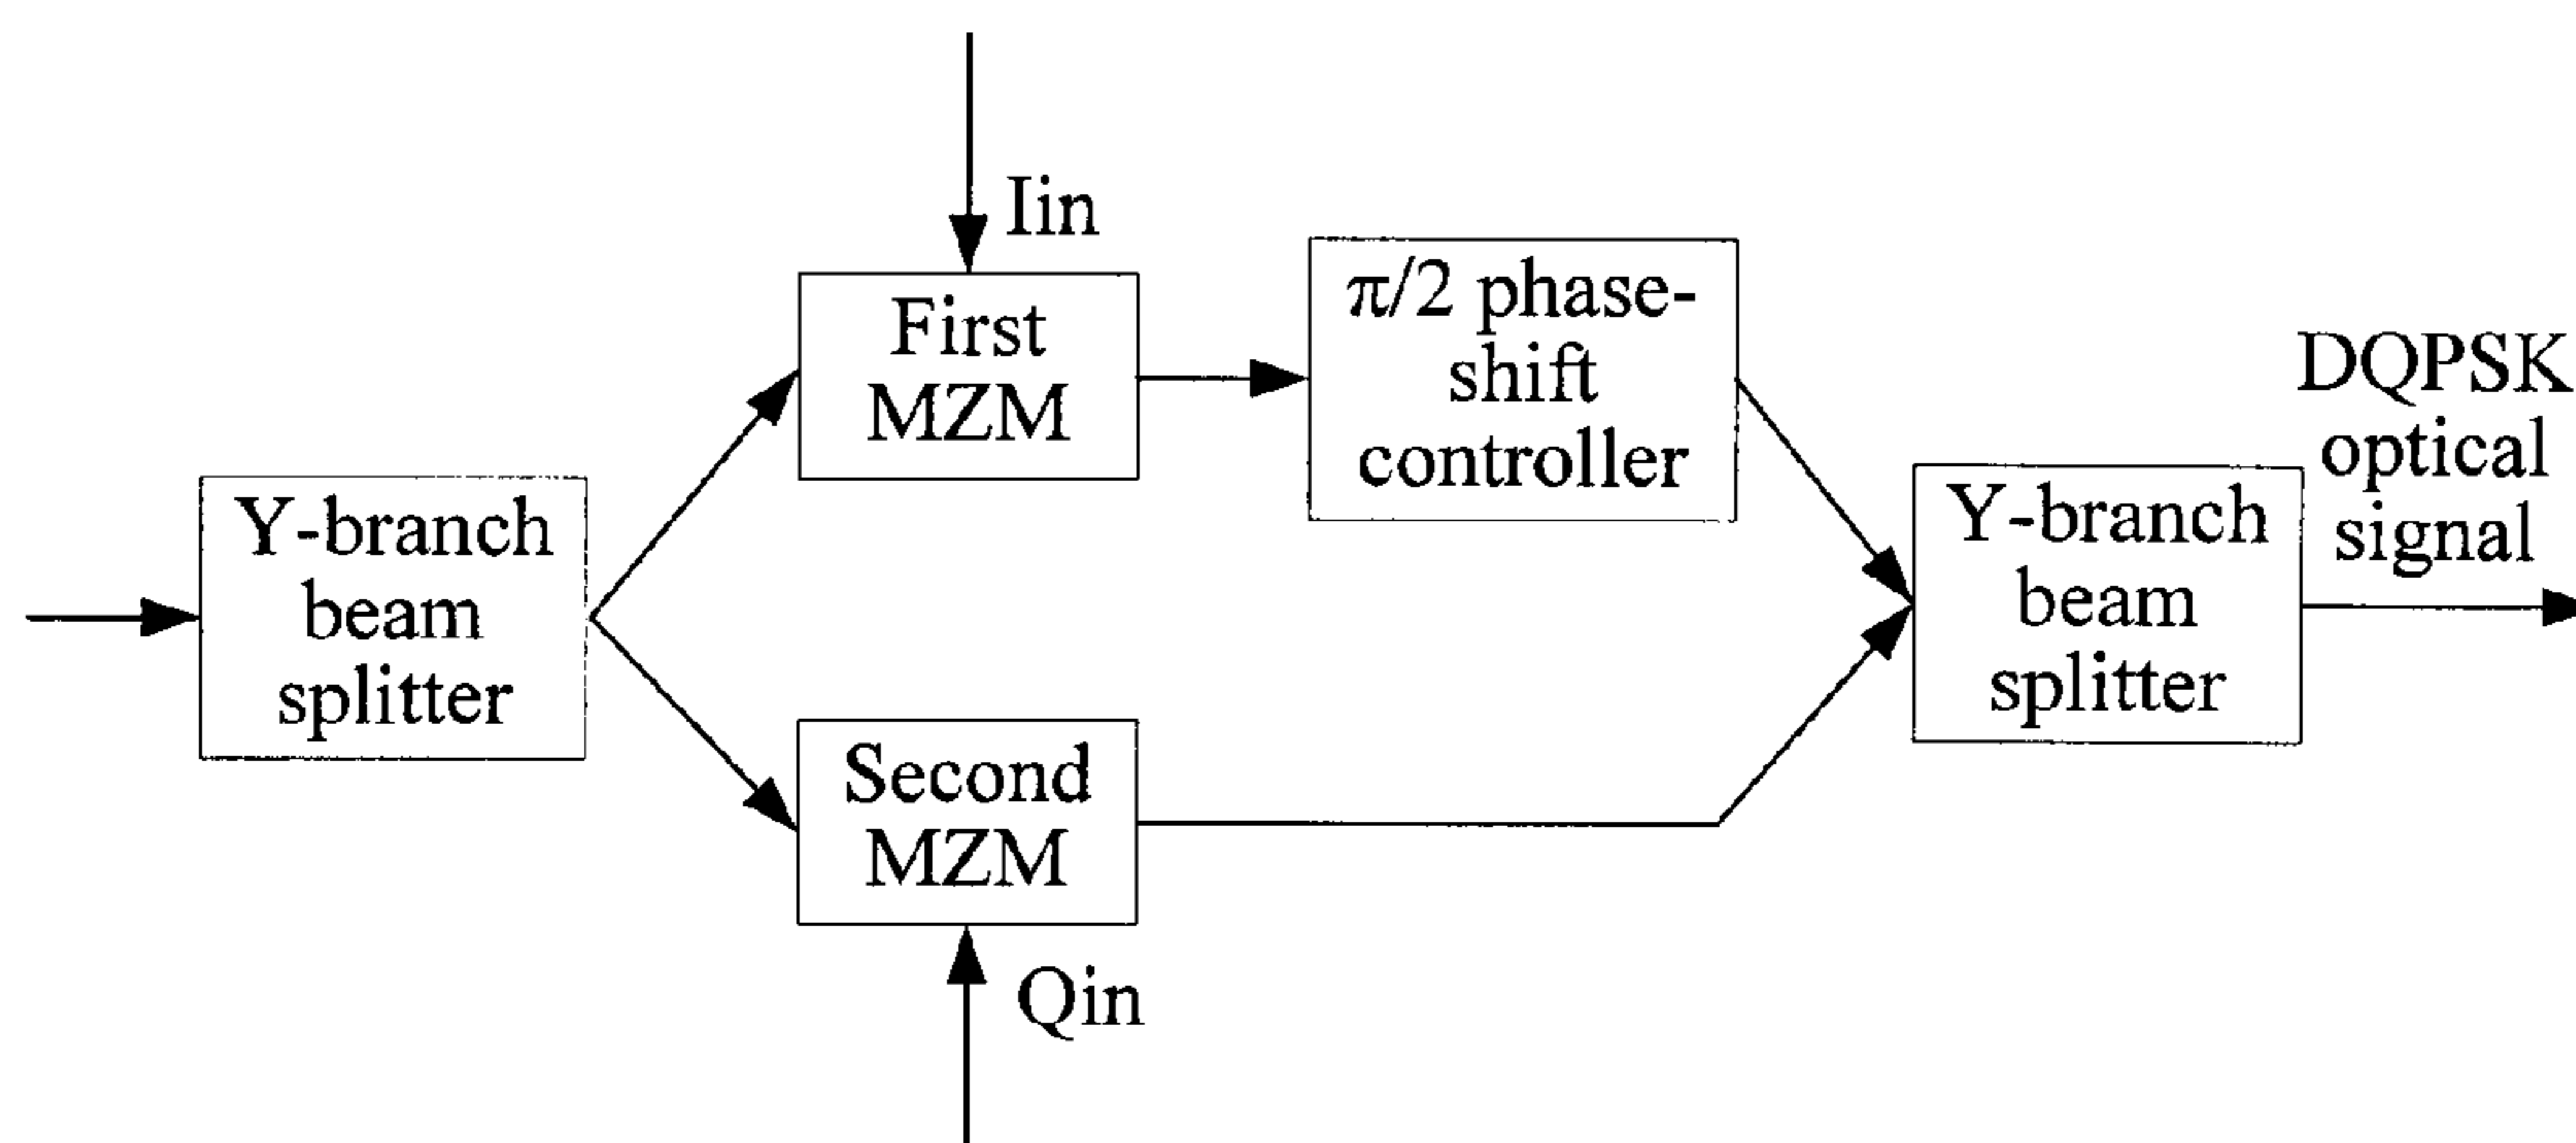 Iin
First
MZM
π/2 phase-
shift
controller
DQPSK
optical
signal
Y-branch
beam
splitter
Y-branch
beam
splitter
Second
MZM
Qin